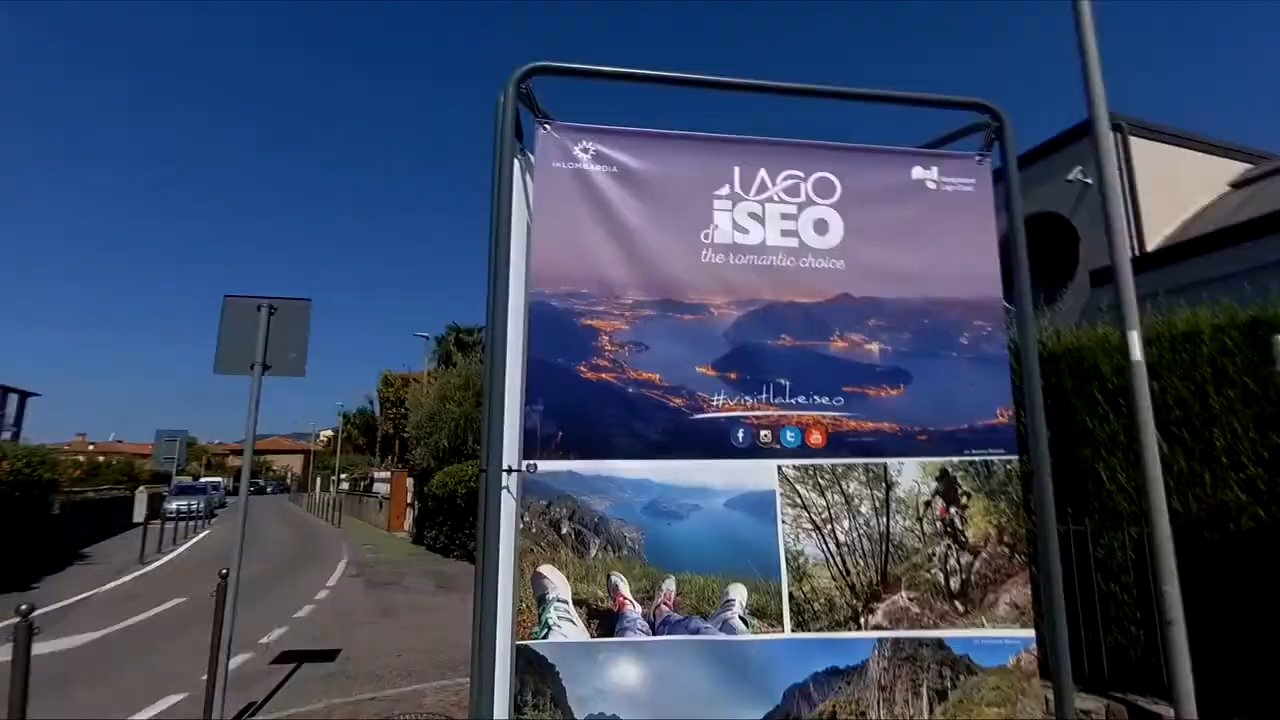 inLOMBARDIA
LAGO
d'iSEO
the romantic choice
#visitlakeiseo